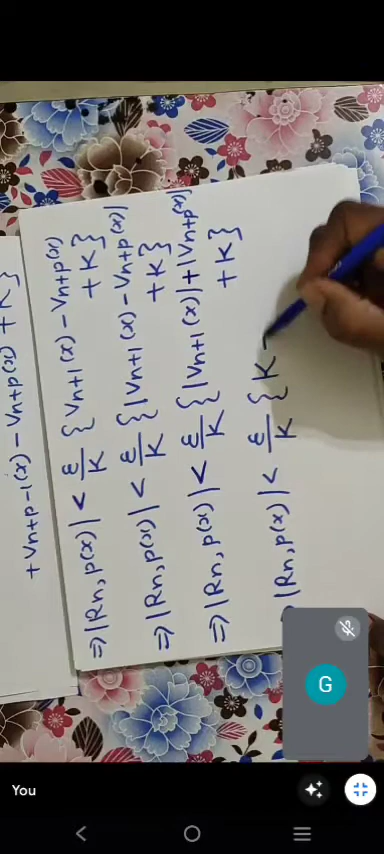 + Vn+p-1(x) - Vn+p(x) + K }
⇒ |Rn,p(x)| < ε/K { Vn+1(x) - Vn+p(x)
+ K }
⇒ |Rn,p(x)| < ε/K { |Vn+1(x) - Vn+p(x)|
+ K }
⇒ |Rn,p(x)| < ε/K { |Vn+1(x)| + |Vn+p(x)|
+ K }
|Rn,p(x)| < ε/K { K
G
You